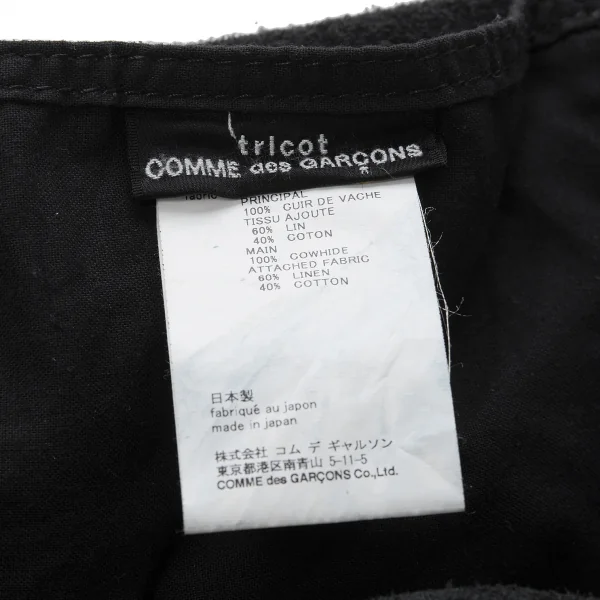 tricot
COMME des GARÇONS
PRINCIPAL
100% CUIR DE VACHE
TISSU AJOUTE
60% LIN
40% COTON
MAIN
100% COWHIDE
ATTACHED FABRIC
60% LINEN
40% COTTON
日本製
fabriqué au japon
made in japan
株式会社 コム デ ギャルソン
東京都港区南青山 5-11-5
COMME des GARÇONS Co.,Ltd.